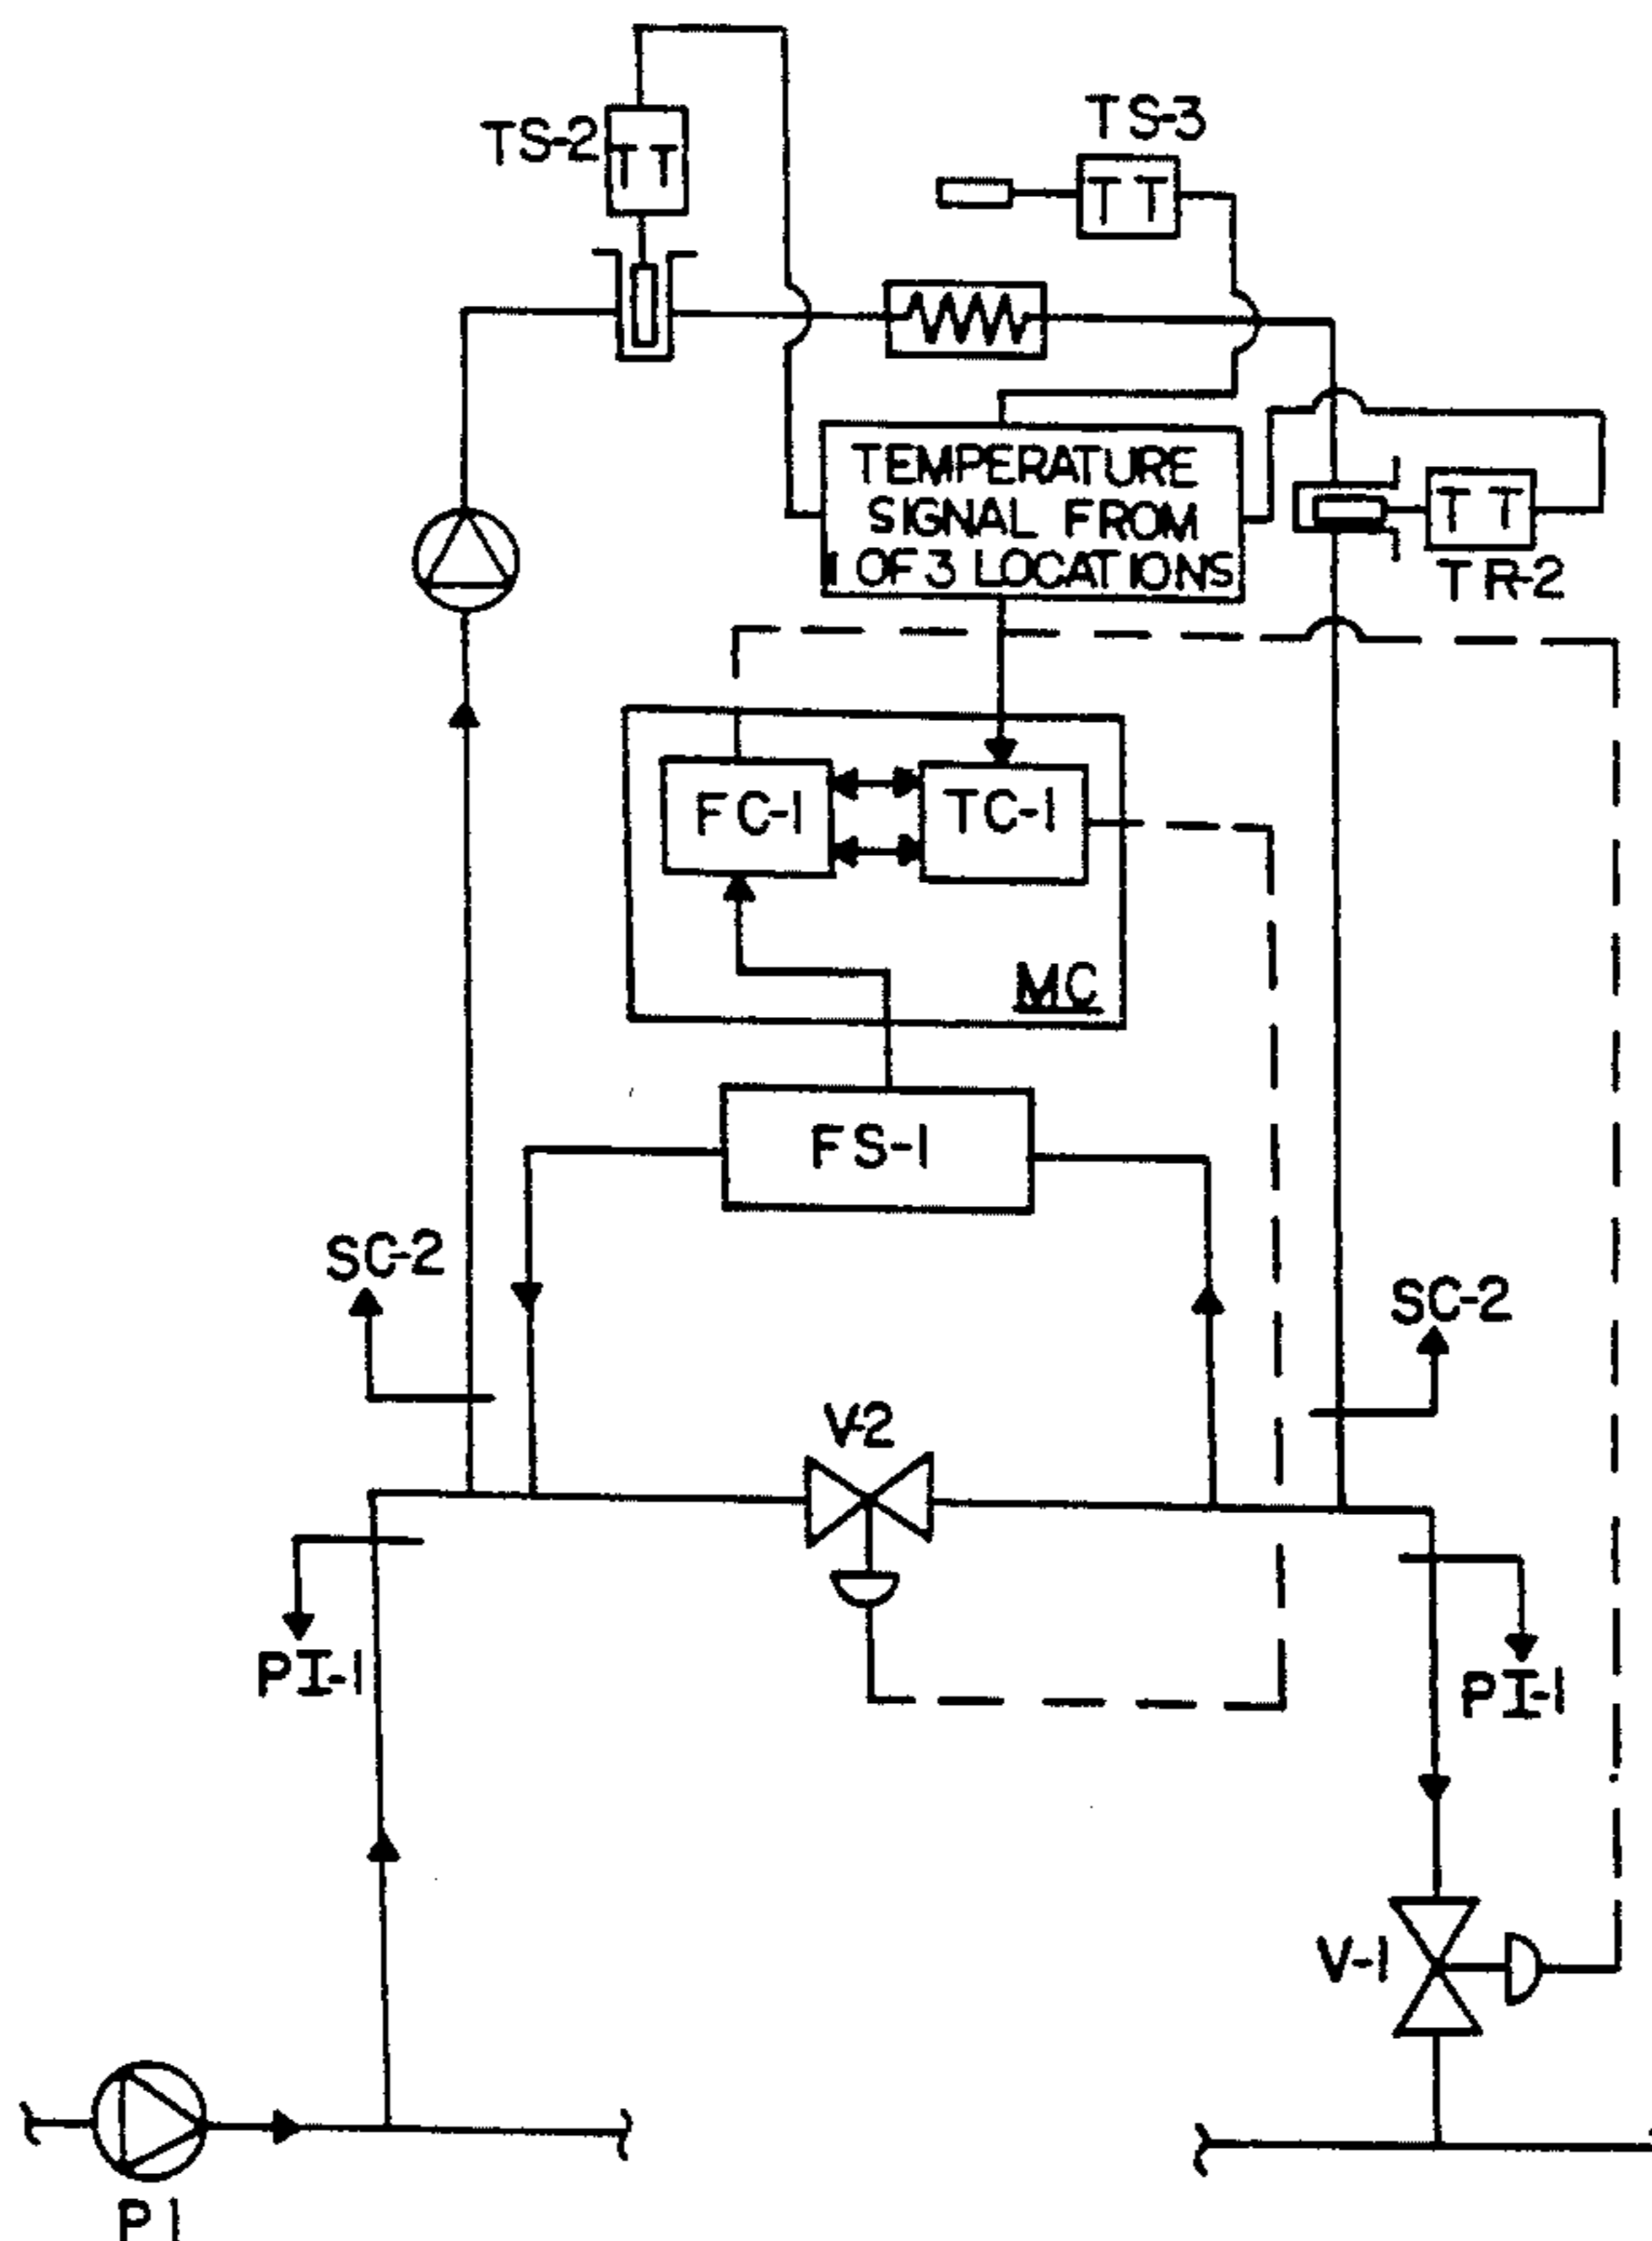 TS-2
TT
TS-3
TT
TEMPERATURE
SIGNAL FROM
1 OF 3 LOCATIONS
TT
TR-2
FC-1
TC-1
MC
FS-1
SC-2
SC-2
V-2
PI-1
PI-1
V-1
P1